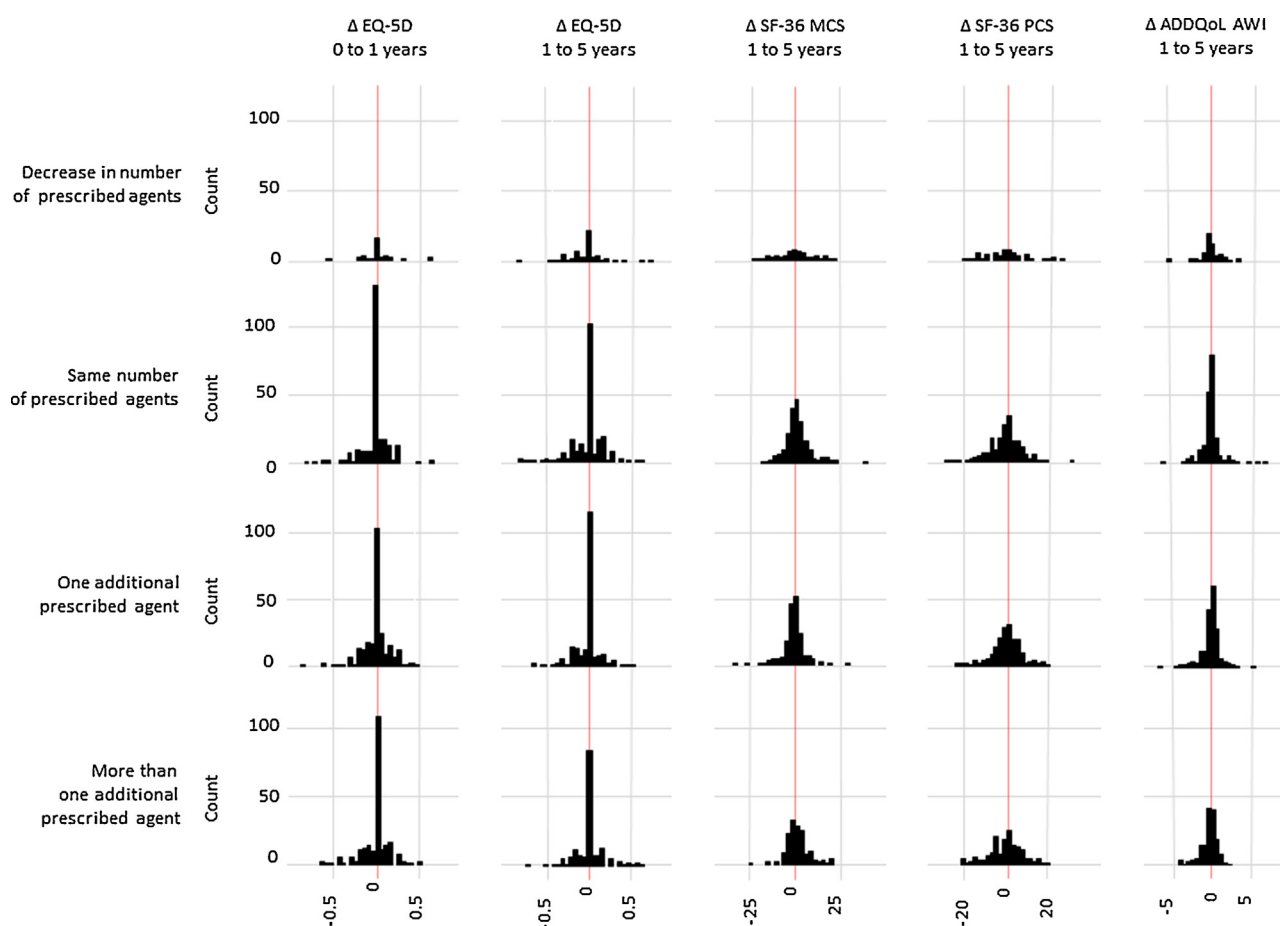 Δ EQ-5D
0 to 1 years
Δ EQ-5D
1 to 5 years
Δ SF-36 MCS
1 to 5 years
Δ SF-36 PCS
1 to 5 years
Δ ADDQoL AWI
1 to 5 years
Decrease in number
of prescribed agents
Count
100
50
0
Same number
of prescribed agents
Count
100
50
0
One additional
prescribed agent
Count
100
50
0
More than
one additional
prescribed agent
Count
100
50
0
-0.5
0
0.5
-0.5
0
0.5
-25
0
25
-20
0
20
-5
0
5